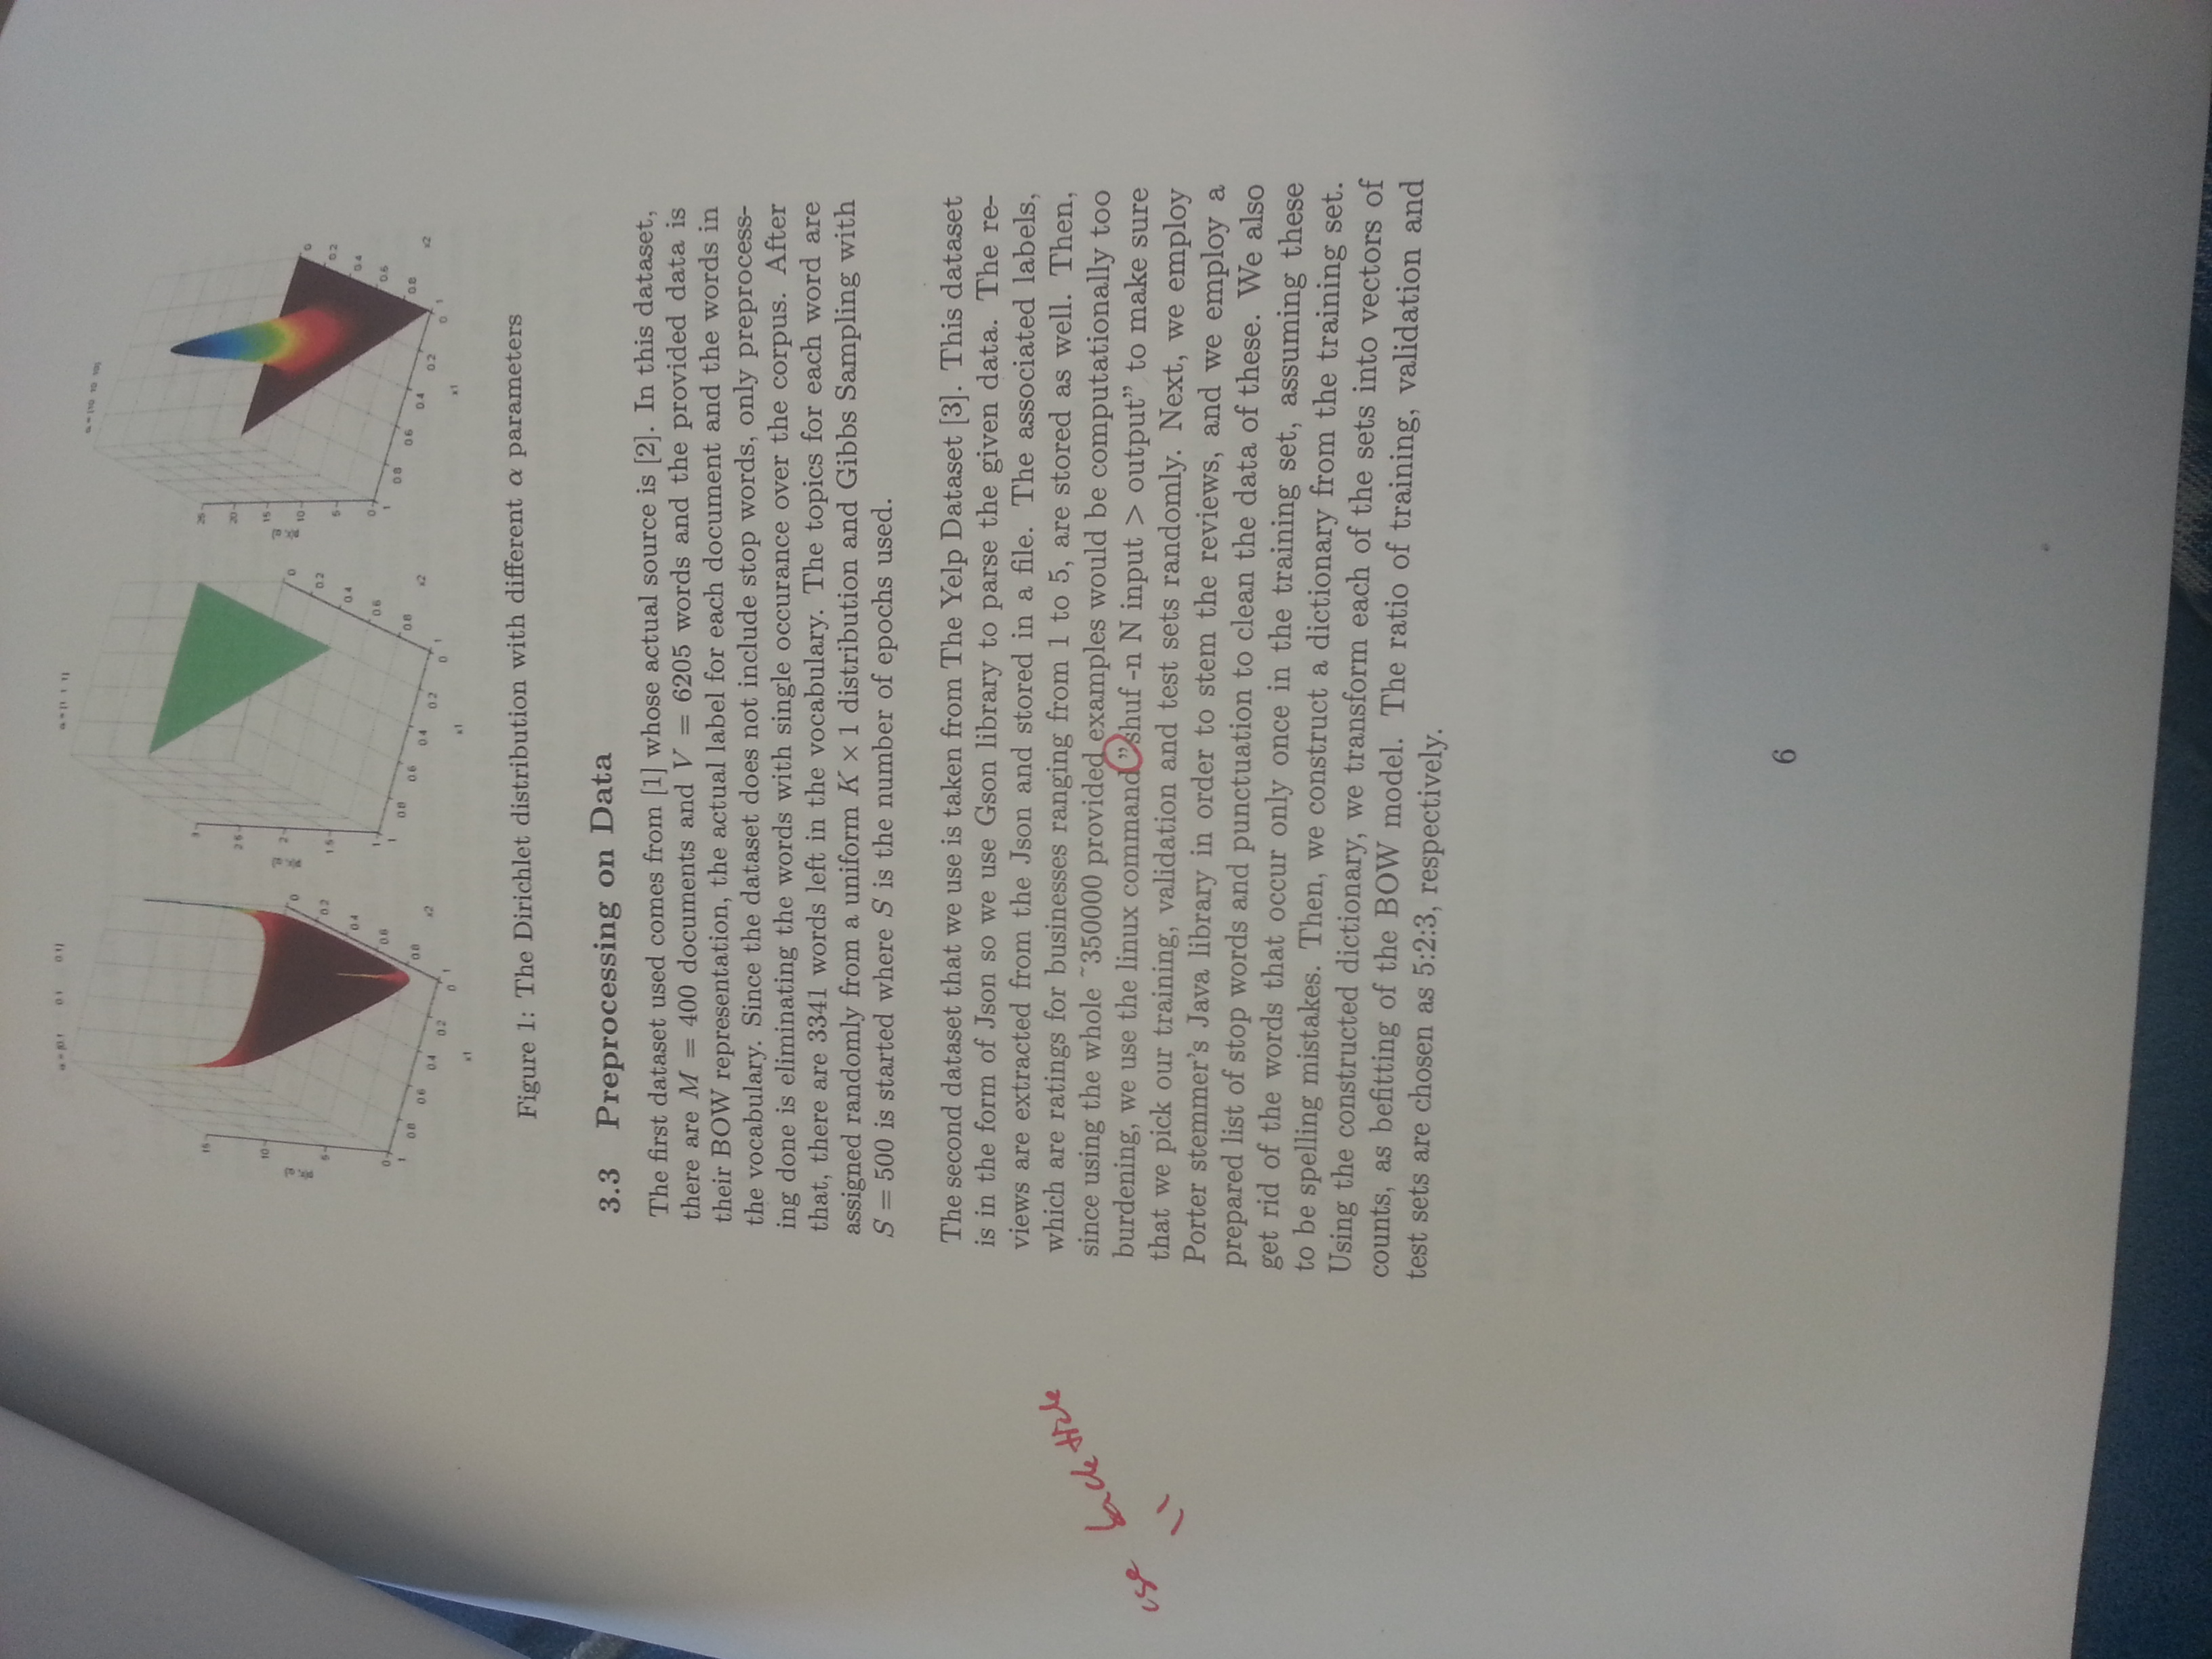 α = [0.1 0.1 0.1]
α = [1 1 1]
α = [10 10 10]
15
10
5
0
p(x, α)
1
0.8
0.6
0.4
0.2
0
x1
0
0.2
0.4
0.6
0.8
1
x2
3
2.5
2
1.5
1
p(x, α)
1
0.8
0.6
0.4
0.2
0
x1
0
0.2
0.4
0.6
0.8
1
x2
25
20
15
10
5
0
p(x, α)
1
0.8
0.6
0.4
0.2
0
x1
0
0.2
0.4
0.6
0.8
1
x2
Figure 1: The Dirichlet distribution with different α parameters
3.3 Preprocessing on Data
The first dataset used comes from [1] whose actual source is [2]. In this dataset,
there are M = 400 documents and V = 6205 words and the provided data is
their BOW representation, the actual label for each document and the words in
the vocabulary. Since the dataset does not include stop words, only preprocess-
ing done is eliminating the words with single occurance over the corpus. After
that, there are 3341 words left in the vocabulary. The topics for each word are
assigned randomly from a uniform K × 1 distribution and Gibbs Sampling with
S = 500 is started where S is the number of epochs used.
The second dataset that we use is taken from The Yelp Dataset [3]. This dataset
is in the form of Json so we use Gson library to parse the given data. The re-
views are extracted from the Json and stored in a file. The associated labels,
which are ratings for businesses ranging from 1 to 5, are stored as well. Then,
since using the whole ~350000 provided examples would be computationally too
burdening, we use the linux command ”shuf -n N input > output” to make sure
that we pick our training, validation and test sets randomly. Next, we employ
Porter stemmer's Java library in order to stem the reviews, and we employ a
prepared list of stop words and punctuation to clean the data of these. We also
get rid of the words that occur only once in the training set, assuming these
to be spelling mistakes. Then, we construct a dictionary from the training set.
Using the constructed dictionary, we transform each of the sets into vectors of
counts, as befitting of the BOW model. The ratio of training, validation and
test sets are chosen as 5:2:3, respectively.
use back tick
\\
6